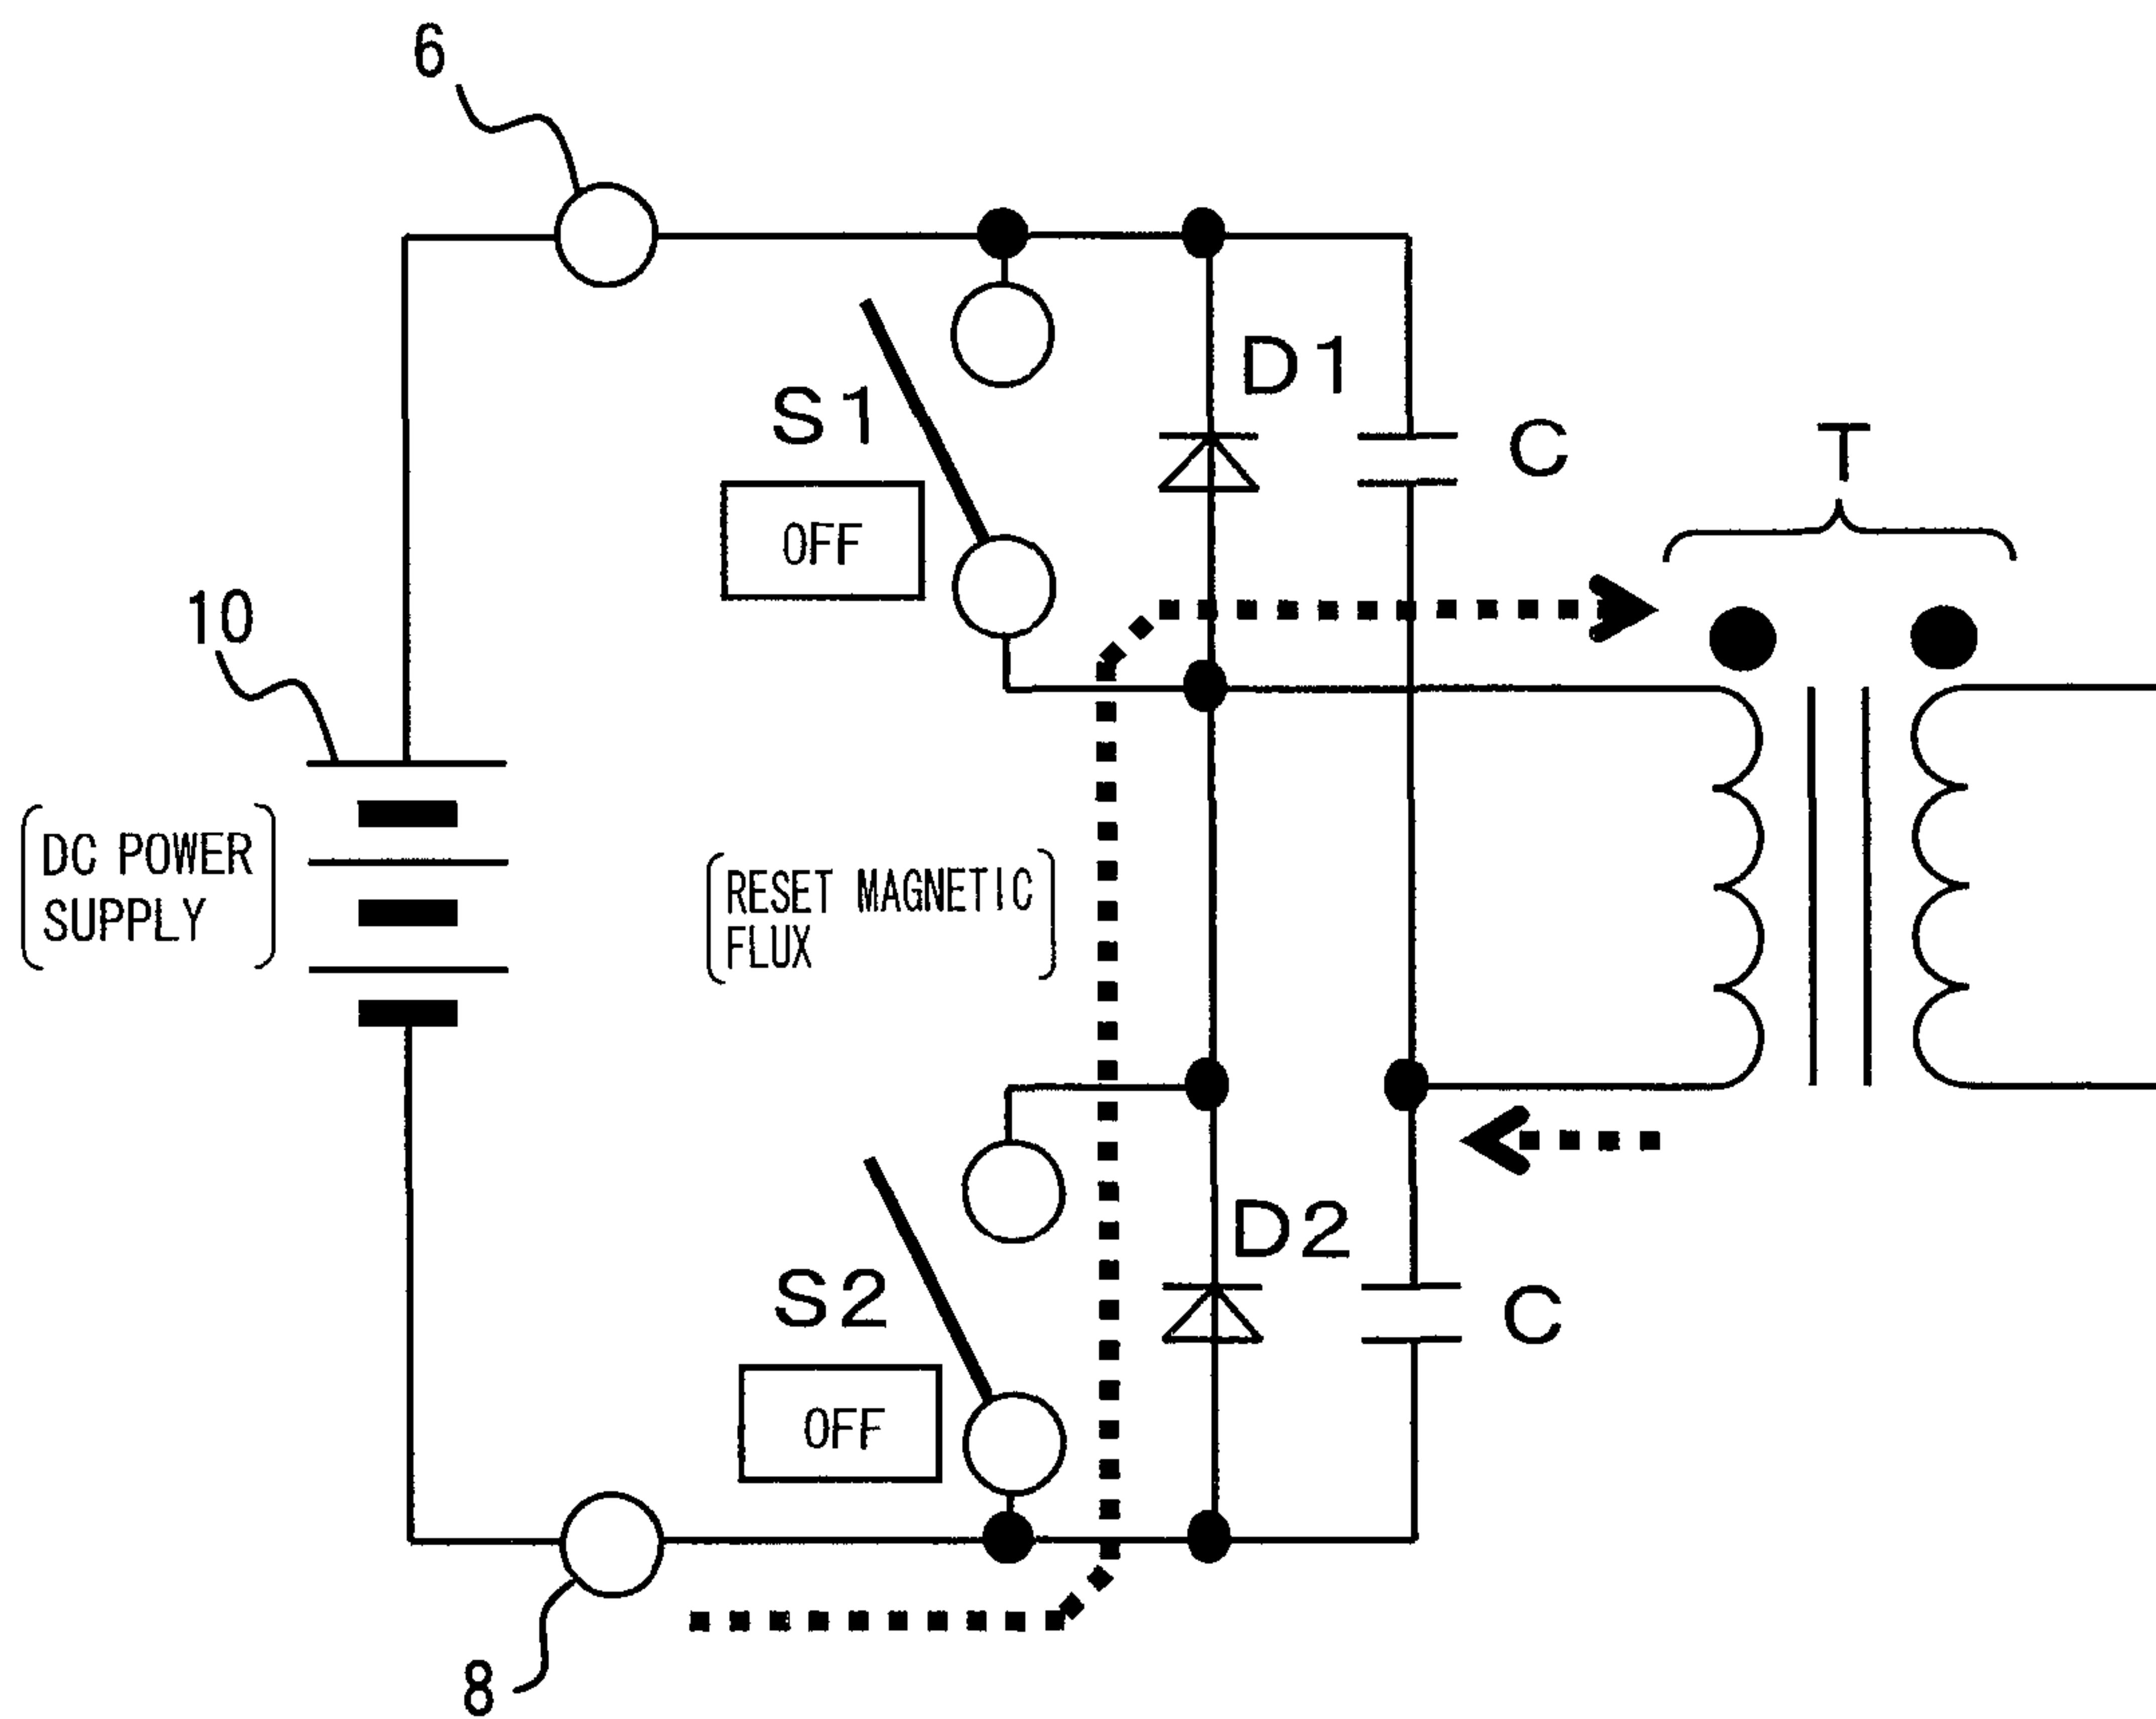 6
D1
S1
C
T
OFF
10
DC POWER
SUPPLY
RESET MAGNETIC
FLUX
D2
S2
C
OFF
8